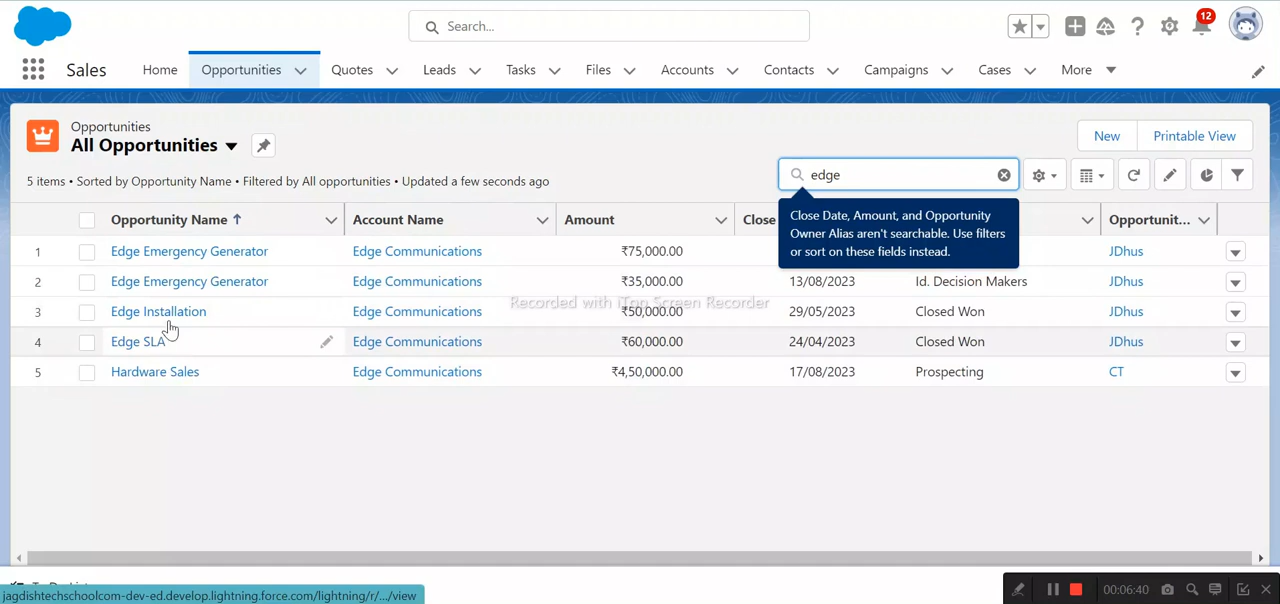 Search...
12
Sales
Home
Opportunities
Quotes
Leads
Tasks
Files
Accounts
Contacts
Campaigns
Cases
More
Opportunities
All Opportunities
New
Printable View
5 items • Sorted by Opportunity Name • Filtered by All opportunities • Updated a few seconds ago
edge
Close Date, Amount, and Opportunity
Owner Alias aren't searchable. Use filters
or sort on these fields instead.
Opportunity Name ↑ Account Name Amount Close Opportunit...
1 Edge Emergency Generator Edge Communications ₹75,000.00 JDhus
2 Edge Emergency Generator Edge Communications ₹35,000.00 13/08/2023 Id. Decision Makers JDhus
Recorded with iTop Screen Recorder
3 Edge Installation Edge Communications ₹50,000.00 29/05/2023 Closed Won JDhus
4 Edge SLA Edge Communications ₹60,000.00 24/04/2023 Closed Won JDhus
5 Hardware Sales Edge Communications ₹4,50,000.00 17/08/2023 Prospecting CT
jagdishtechschoolcom-dev-ed.develop.lightning.force.com/lightning/r/.../view
00:06:40